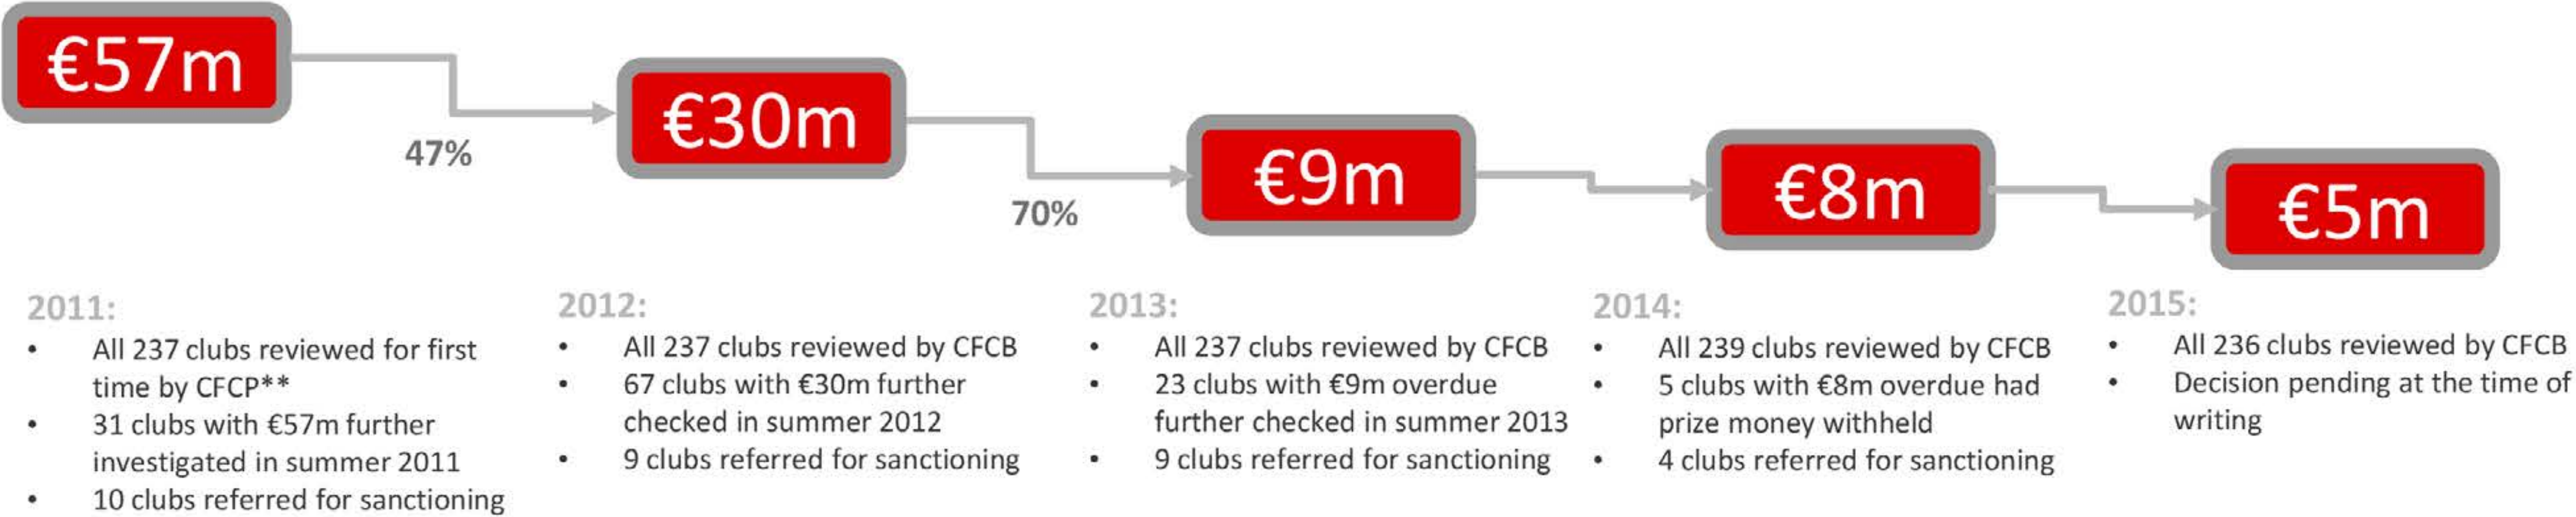 €57m
47%
€30m
70%
€9m
€8m
€5m
2011:
• All 237 clubs reviewed for first
time by CFCP**
• 31 clubs with €57m further
investigated in summer 2011
• 10 clubs referred for sanctioning
2012:
• All 237 clubs reviewed by CFCB
• 67 clubs with €30m further
checked in summer 2012
• 9 clubs referred for sanctioning
2013:
• All 237 clubs reviewed by CFCB
• 23 clubs with €9m overdue
further checked in summer 2013
• 9 clubs referred for sanctioning
2014:
• All 239 clubs reviewed by CFCB
• 5 clubs with €8m overdue had
prize money withheld
• 4 clubs referred for sanctioning
2015:
• All 236 clubs reviewed by CFCB
• Decision pending at the time of
writing